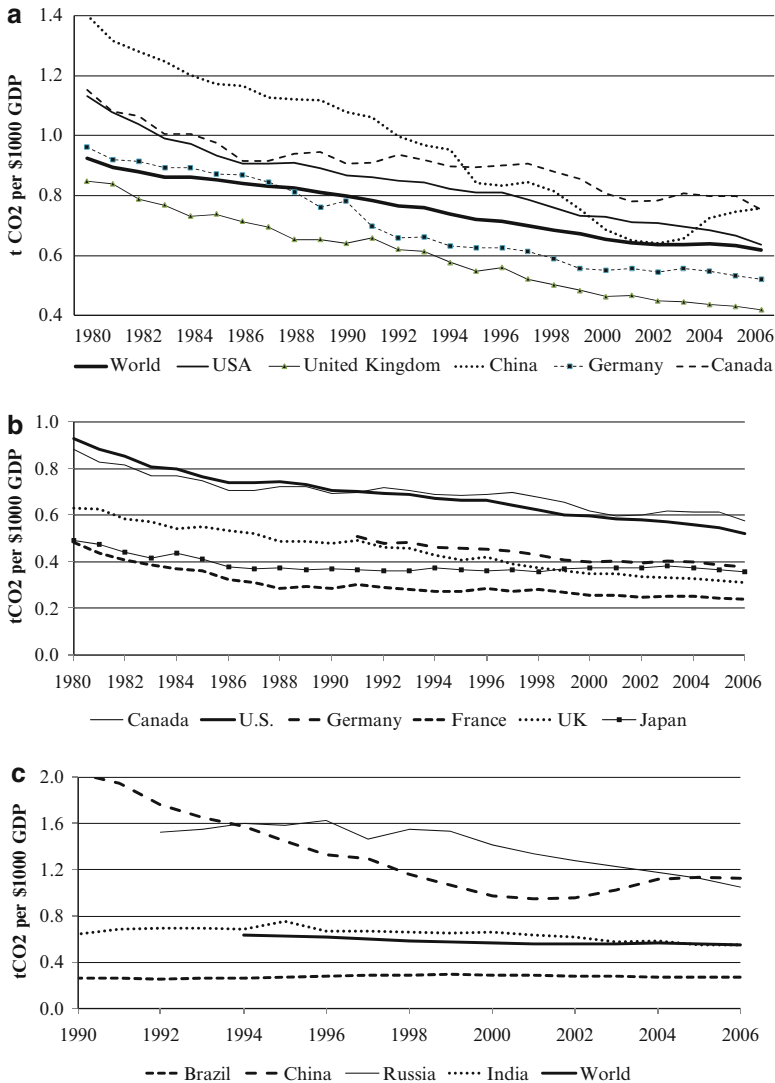 a
t CO2 per $1000 GDP
1.4
1.2
1.0
0.8
0.6
0.4
1980 1982 1984 1986 1988 1990 1992 1994 1996 1998 2000 2002 2004 2006
World USA United Kingdom China Germany Canada
b
tCO2 per $1000 GDP
1.0
0.8
0.6
0.4
0.2
0.0
1980 1982 1984 1986 1988 1990 1992 1994 1996 1998 2000 2002 2004 2006
Canada U.S. Germany France UK Japan
c
tCO2 per $1000 GDP
2.0
1.6
1.2
0.8
0.4
0.0
1990 1992 1994 1996 1998 2000 2002 2004 2006
Brazil China Russia India World